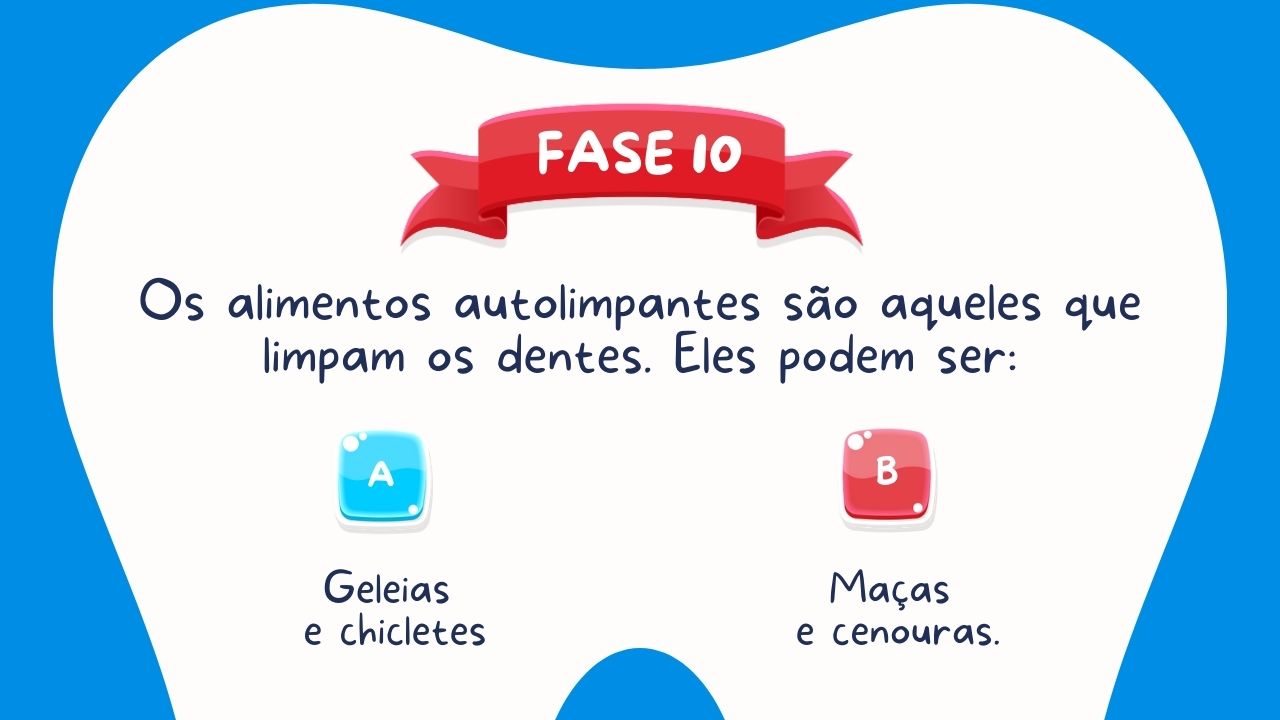 FASE 10
Os alimentos autolimpantes são aqueles que
limpam os dentes. Eles podem ser:
A
B
Geleias
e chicletes
Maças
e cenouras.